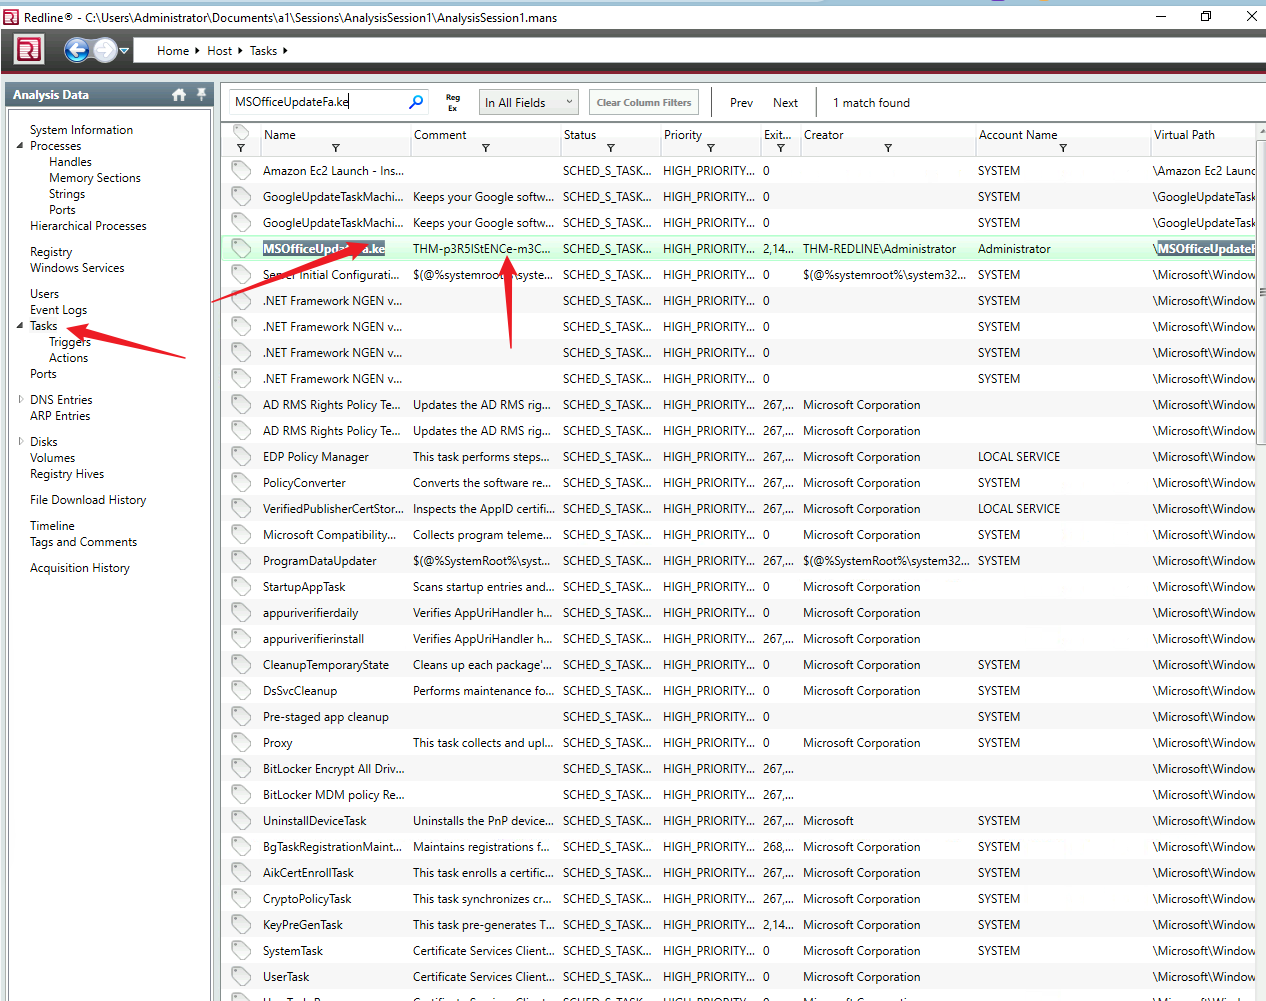 Redline® - C:\Users\Administrator\Documents\a1\Sessions\AnalysisSession1\AnalysisSession1.mans
Home Host Tasks
Analysis Data
System Information
Processes
Handles
Memory Sections
Strings
Ports
Hierarchical Processes
Registry
Windows Services
Users
Event Logs
Tasks
Triggers
Actions
Ports
DNS Entries
ARP Entries
Disks
Volumes
Registry Hives
File Download History
Timeline
Tags and Comments
Acquisition History
MSOfficeUpdateFa.ke Reg Ex In All Fields Clear Column Filters Prev Next 1 match found
Name Comment Status Priority Exit... Creator Account Name Virtual Path
Amazon Ec2 Launch - Ins... SCHED_S_TASK... HIGH_PRIORITY... 0 SYSTEM \Amazon Ec2 Launc
GoogleUpdateTaskMachi... Keeps your Google softw... SCHED_S_TASK... HIGH_PRIORITY... 0 SYSTEM \GoogleUpdateTask
GoogleUpdateTaskMachi... Keeps your Google softw... SCHED_S_TASK... HIGH_PRIORITY... 0 SYSTEM \GoogleUpdateTask
MSOfficeUpdateFa.ke THM-p3R5IStENCe-m3C... SCHED_S_TASK... HIGH_PRIORITY... 2,14... THM-REDLINE\Administrator Administrator \MSOfficeUpdateF
Server Initial Configurati... $(@%systemroot%\syste... SCHED_S_TASK... HIGH_PRIORITY... 0 $(@%systemroot%\system32... SYSTEM \Microsoft\Window
.NET Framework NGEN v... SCHED_S_TASK... HIGH_PRIORITY... 0 SYSTEM \Microsoft\Window
.NET Framework NGEN v... SCHED_S_TASK... HIGH_PRIORITY... 0 SYSTEM \Microsoft\Window
.NET Framework NGEN v... SCHED_S_TASK... HIGH_PRIORITY... 0 SYSTEM \Microsoft\Window
.NET Framework NGEN v... SCHED_S_TASK... HIGH_PRIORITY... 0 SYSTEM \Microsoft\Window
AD RMS Rights Policy Te... Updates the AD RMS rig... SCHED_S_TASK... HIGH_PRIORITY... 267,... Microsoft Corporation \Microsoft\Window
AD RMS Rights Policy Te... Updates the AD RMS rig... SCHED_S_TASK... HIGH_PRIORITY... 267,... Microsoft Corporation \Microsoft\Window
EDP Policy Manager This task performs steps... SCHED_S_TASK... HIGH_PRIORITY... 267,... Microsoft Corporation LOCAL SERVICE \Microsoft\Window
PolicyConverter Converts the software re... SCHED_S_TASK... HIGH_PRIORITY... 267,... Microsoft Corporation SYSTEM \Microsoft\Window
VerifiedPublisherCertStor... Inspects the AppID certifi... SCHED_S_TASK... HIGH_PRIORITY... 267,... Microsoft Corporation LOCAL SERVICE \Microsoft\Window
Microsoft Compatibility... Collects program teleme... SCHED_S_TASK... HIGH_PRIORITY... 0 Microsoft Corporation SYSTEM \Microsoft\Window
ProgramDataUpdater $(@%SystemRoot%\syst... SCHED_S_TASK... HIGH_PRIORITY... 267,... $(@%SystemRoot%\system32... SYSTEM \Microsoft\Window
StartupAppTask Scans startup entries and... SCHED_S_TASK... HIGH_PRIORITY... 0 Microsoft Corporation \Microsoft\Window
appuriverifierdaily Verifies AppUriHandler h... SCHED_S_TASK... HIGH_PRIORITY... 0 Microsoft Corporation \Microsoft\Window
appuriverifierinstall Verifies AppUriHandler h... SCHED_S_TASK... HIGH_PRIORITY... 267,... Microsoft Corporation \Microsoft\Window
CleanupTemporaryState Cleans up each package'... SCHED_S_TASK... HIGH_PRIORITY... 0 Microsoft Corporation SYSTEM \Microsoft\Window
DsSvcCleanup Performs maintenance fo... SCHED_S_TASK... HIGH_PRIORITY... 0 Microsoft Corporation SYSTEM \Microsoft\Window
Pre-staged app cleanup SCHED_S_TASK... HIGH_PRIORITY... 0 SYSTEM \Microsoft\Window
Proxy This task collects and upl... SCHED_S_TASK... HIGH_PRIORITY... 0 Microsoft Corporation SYSTEM \Microsoft\Window
BitLocker Encrypt All Driv... SCHED_S_TASK... HIGH_PRIORITY... 267,... \Microsoft\Window
BitLocker MDM policy Re... SCHED_S_TASK... HIGH_PRIORITY... 267,... \Microsoft\Window
UninstallDeviceTask Uninstalls the PnP device... SCHED_S_TASK... HIGH_PRIORITY... 267,... Microsoft SYSTEM \Microsoft\Window
BgTaskRegistrationMaint... Maintains registrations f... SCHED_S_TASK... HIGH_PRIORITY... 268,... Microsoft Corporation SYSTEM \Microsoft\Window
AikCertEnrollTask This task enrolls a certific... SCHED_S_TASK... HIGH_PRIORITY... 267,... Microsoft Corporation SYSTEM \Microsoft\Window
CryptoPolicyTask This task synchronizes cr... SCHED_S_TASK... HIGH_PRIORITY... 267,... Microsoft Corporation SYSTEM \Microsoft\Window
KeyPreGenTask This task pre-generates T... SCHED_S_TASK... HIGH_PRIORITY... 2,14... Microsoft Corporation SYSTEM \Microsoft\Window
SystemTask Certificate Services Client... SCHED_S_TASK... HIGH_PRIORITY... 0 Microsoft Corporation SYSTEM \Microsoft\Window
UserTask Certificate Services Client... SCHED_S_TASK... HIGH_PRIORITY... 0 Microsoft Corporation \Microsoft\Window